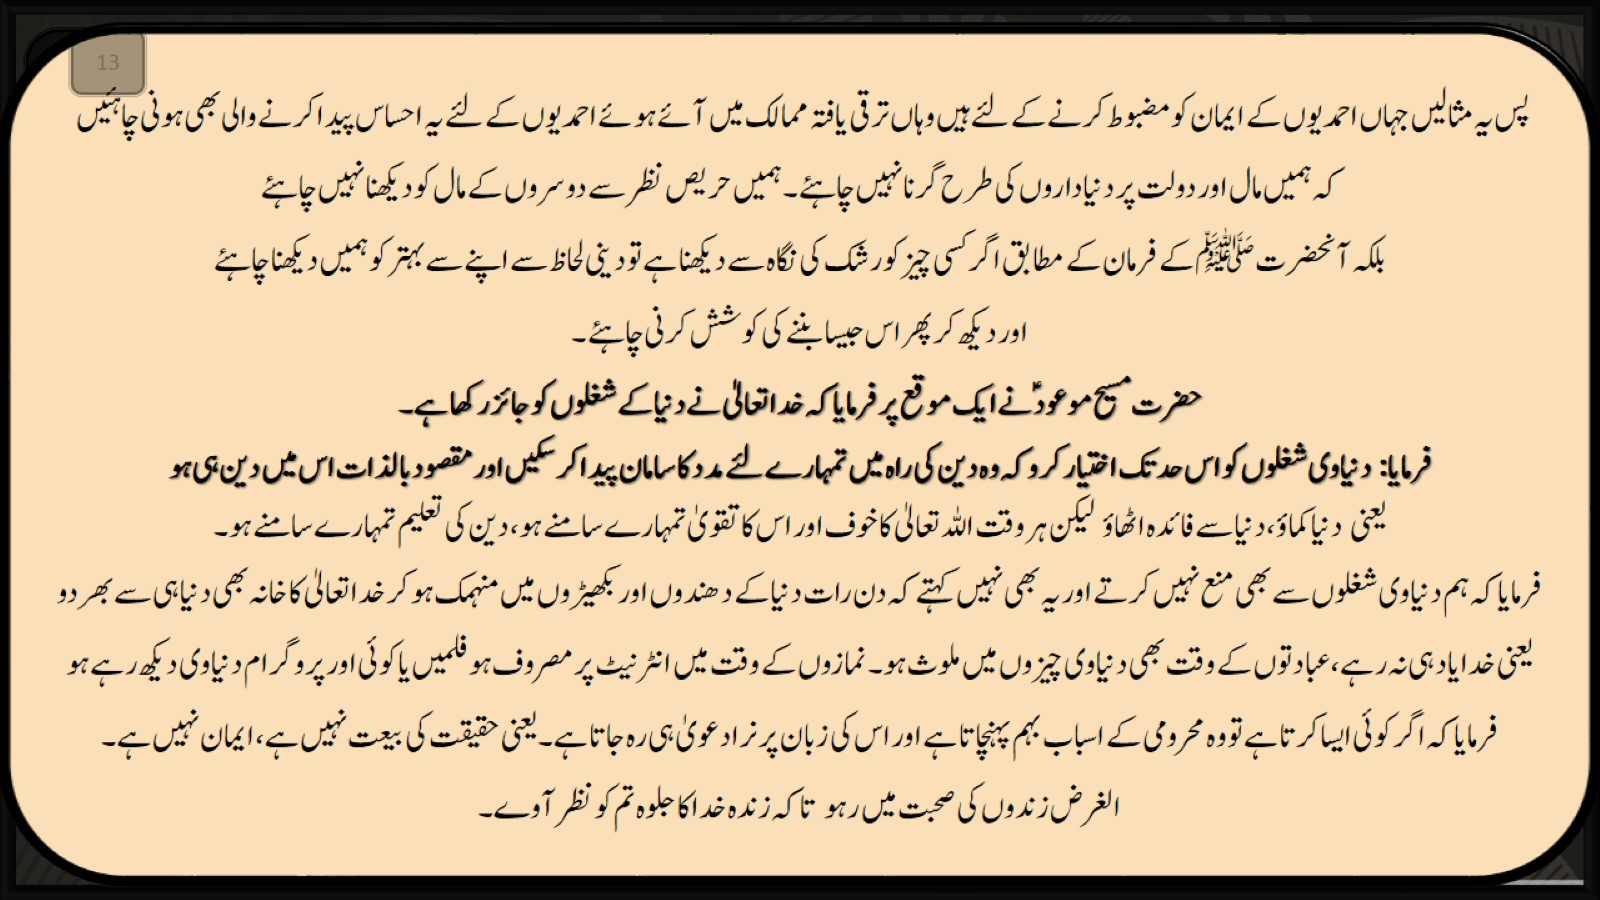 13
پس یہ مثالیں جہاں احمدیوں کے ایمان کو مضبوط کرنے کے لئے ہیں وہاں ترقی یافتہ ممالک میں آئے ہوئے احمدیوں کے لئے یہ احساس پیدا کرنے والی بھی ہونی چاہئیں
کہ ہمیں مال اور دولت پر دنیاداروں کی طرح گرنا نہیں چاہئے۔ ہمیں حریص نظر سے دوسروں کے مال کو دیکھنا نہیں چاہئے
بلکہ آنحضرت ﷺ کے فرمان کے مطابق اگر کسی چیز کو رشک کی نگاہ سے دیکھنا ہے تو دینی لحاظ سے اپنے سے بہتر کو ہمیں دیکھنا چاہئے
اور دیکھ کر پھر اس جیسا بننے کی کوشش کرنی چاہئے۔
حضرت مسیح موعودؑ نے ایک موقع پر فرمایا کہ خدا تعالیٰ نے دنیا کے شغلوں کو جائز رکھا ہے۔
فرمایا: دنیاوی شغلوں کو اس حد تک اختیار کرو کہ وہ دین کی راہ میں تمہارے لئے مدد کا سامان پیدا کر سکیں اور مقصود بالذات اس میں دین ہی ہو
یعنی دنیا کماؤ، دنیا سے فائدہ اٹھاؤ لیکن ہر وقت اللہ تعالیٰ کا خوف اور اس کا تقویٰ تمہارے سامنے ہو، دین کی تعلیم تمہارے سامنے ہو۔
فرمایا کہ ہم دنیاوی شغلوں سے بھی منع نہیں کرتے اور یہ بھی نہیں کہتے کہ دن رات دنیا کے دھندوں اور بکھیڑوں میں منہمک ہو کر خدا تعالیٰ کا خانہ بھی دنیا ہی سے بھر دو
یعنی خدا یاد ہی نہ رہے، عبادتوں کے وقت بھی دنیاوی چیزوں میں ملوث ہو۔ نمازوں کے وقت میں انٹرنیٹ پر مصروف ہو فلمیں یا کوئی اور پروگرام دنیاوی دیکھ رہے ہو
فرمایا کہ اگر کوئی ایسا کرتا ہے تو وہ محرومی کے اسباب بہم پہنچاتا ہے اور اس کی زبان پر نرا دعویٰ ہی رہ جاتا ہے۔ یعنی حقیقت کی بیعت نہیں ہے، ایمان نہیں ہے۔
الغرض زندوں کی صحبت میں رہو تا کہ زندہ خدا کا جلوہ تم کو نظر آوے۔